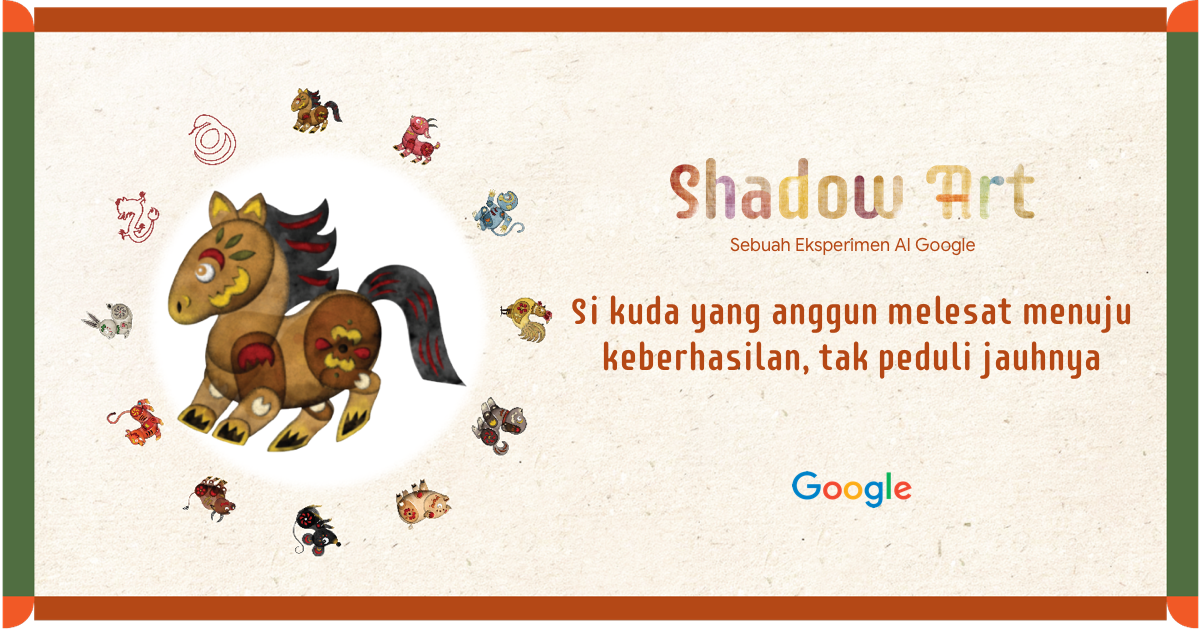 Shadow Art
Sebuah Eksperimen AI Google
Si kuda yang anggun melesat menuju
keberhasilan, tak peduli jauhnya
Google